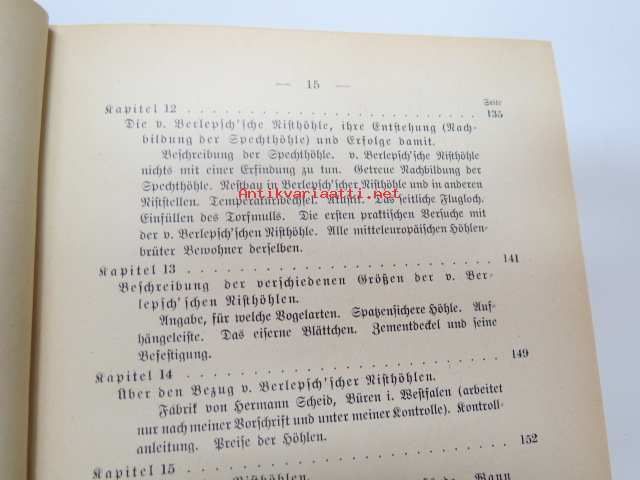 — 15 —
Seite
Kapitel 12 . . . . . . . . . . . . . . . . . . 135
Die v. Berlepsch'sche Nisthöhle, ihre Entstehung (Nach-
bildung der Spechthöhle) und Erfolge damit.
Beschreibung der Spechthöhle. v. Berlepsch'sche Nisthöhle
nichts mit einer Erfindung zu tun. Getreue Nachbildung der
Spechthöhle. Nestbau in Berlepsch'scher Nisthöhle und in anderen
Niststellen. Temperaturwechsel. Akustik. Das seitliche Flugloch.
Antikvariaatti.net
Einfüllen des Torfmulls. Die ersten praktischen Versuche mit
der v. Berlepsch'schen Nisthöhle. Alle mitteleuropäischen Höhlen-
brüter Bewohner derselben.
Kapitel 13 . . . . . . . . . . . . . . . . . . 141
Beschreibung der verschiedenen Größen der v. Ber-
lepsch'schen Nisthöhlen.
Angabe, für welche Vogelarten. Spatzensichere Höhle. Auf-
hängeleiste. Das eiserne Blättchen. Zementdeckel und seine
Befestigung.
Kapitel 14 . . . . . . . . . . . . . . . . . . 149
Über den Bezug v. Berlepsch'scher Nisthöhlen.
Fabrik von Hermann Scheid, Büren i. Westfalen (arbeitet
nur nach meiner Vorschrift und unter meiner Kontrolle). Kontroll-
anleitung. Preise der Höhlen.
Kapitel 15 . . . . . . . . . . . . . . . . . . 152
Nisthöhlen.
Wann